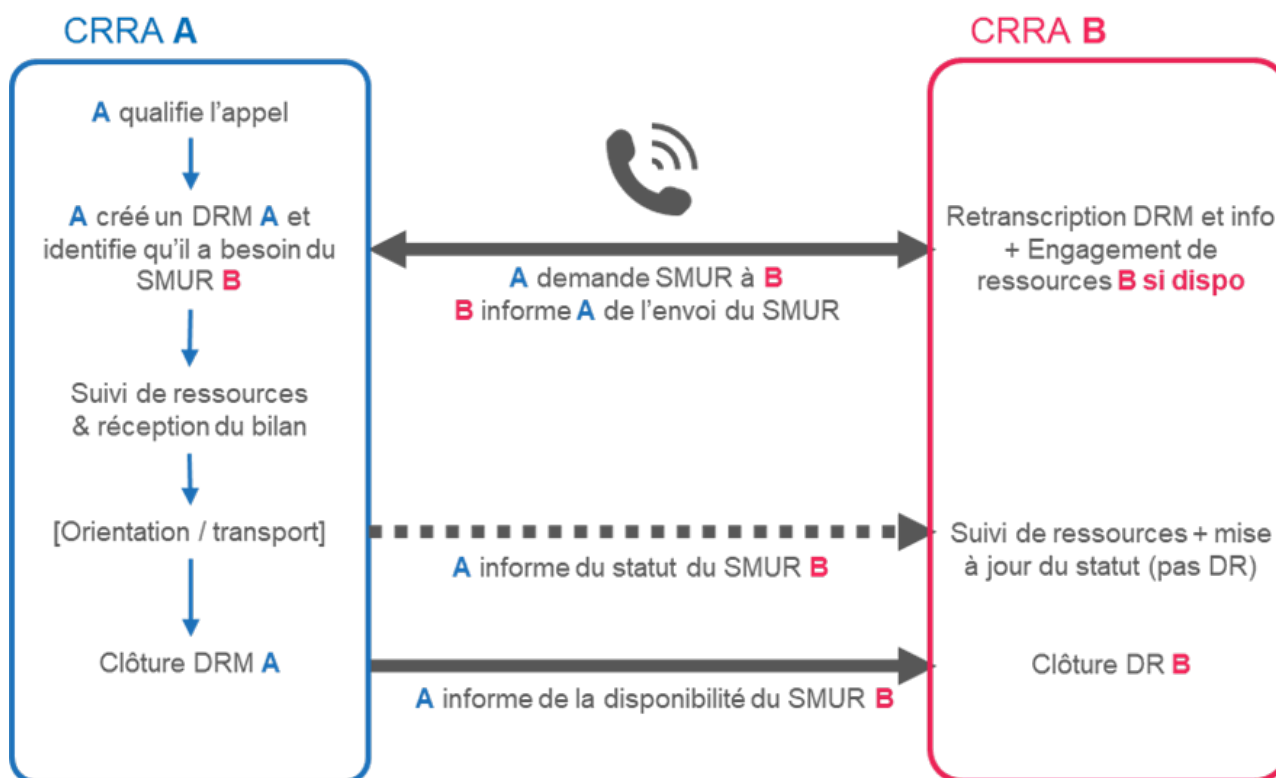 CRRA A
A qualifie l'appel
A créé un DRM A et
identifie qu'il a besoin du
SMUR B
Suivi de ressources
& réception du bilan
[Orientation / transport]
Clôture DRM A
A demande SMUR à B
B informe A de l'envoi du SMUR
A informe du statut du SMUR B
A informe de la disponibilité du SMUR B
CRRA B
Retranscription DRM et info
+ Engagement de
ressources B si dispo
Suivi de ressources + mise
à jour du statut (pas DR)
Clôture DR B